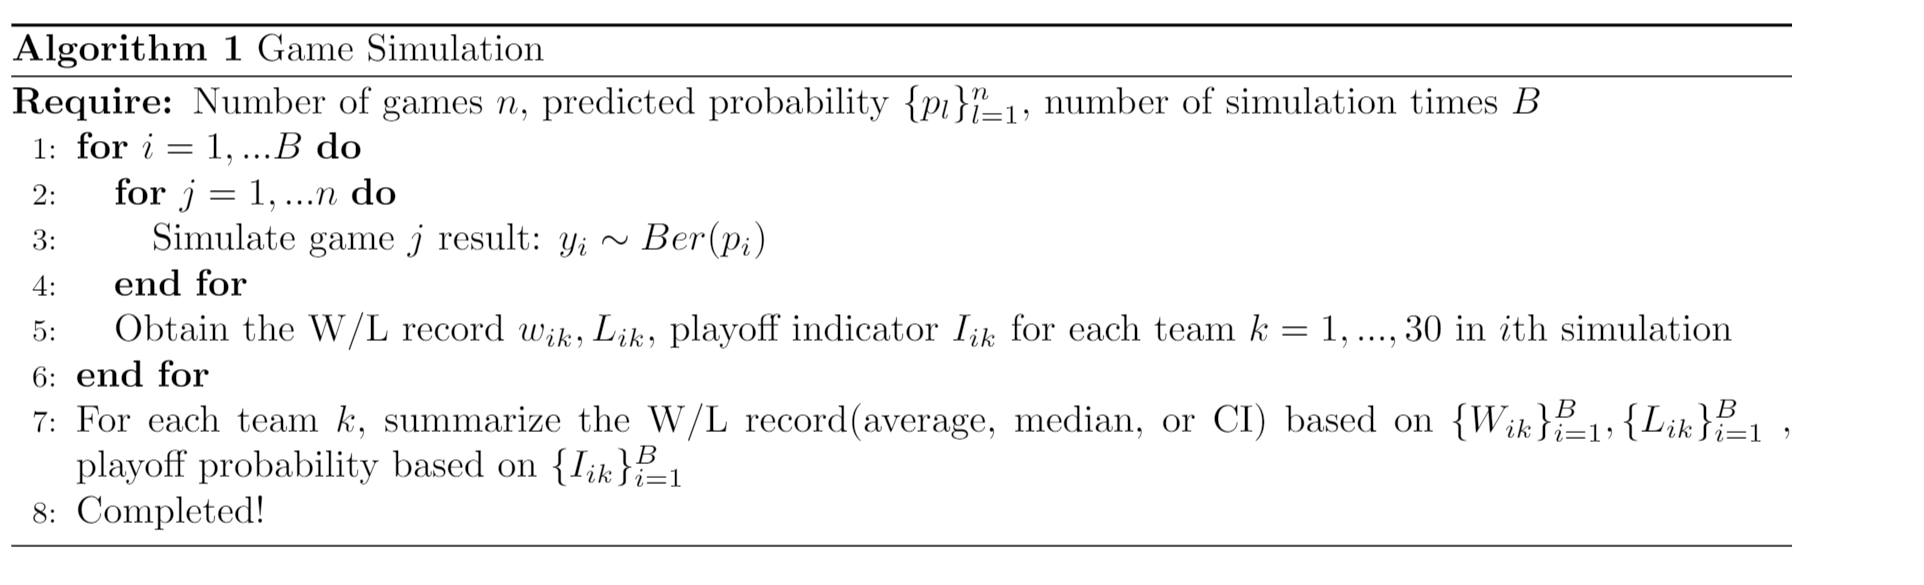 Algorithm 1 Game Simulation
Require: Number of games n, predicted probability {p_l}_{l=1}^n, number of simulation times B
1: for i = 1, ...B do
2: for j = 1, ...n do
3: Simulate game j result: y_i ∼ Ber(p_i)
4: end for
5: Obtain the W/L record w_{ik}, L_{ik}, playoff indicator I_{ik} for each team k = 1, ..., 30 in ith simulation
6: end for
7: For each team k, summarize the W/L record(average, median, or CI) based on {W_{ik}}_{i=1}^B, {L_{ik}}_{i=1}^B ,
playoff probability based on {I_{ik}}_{i=1}^B
8: Completed!